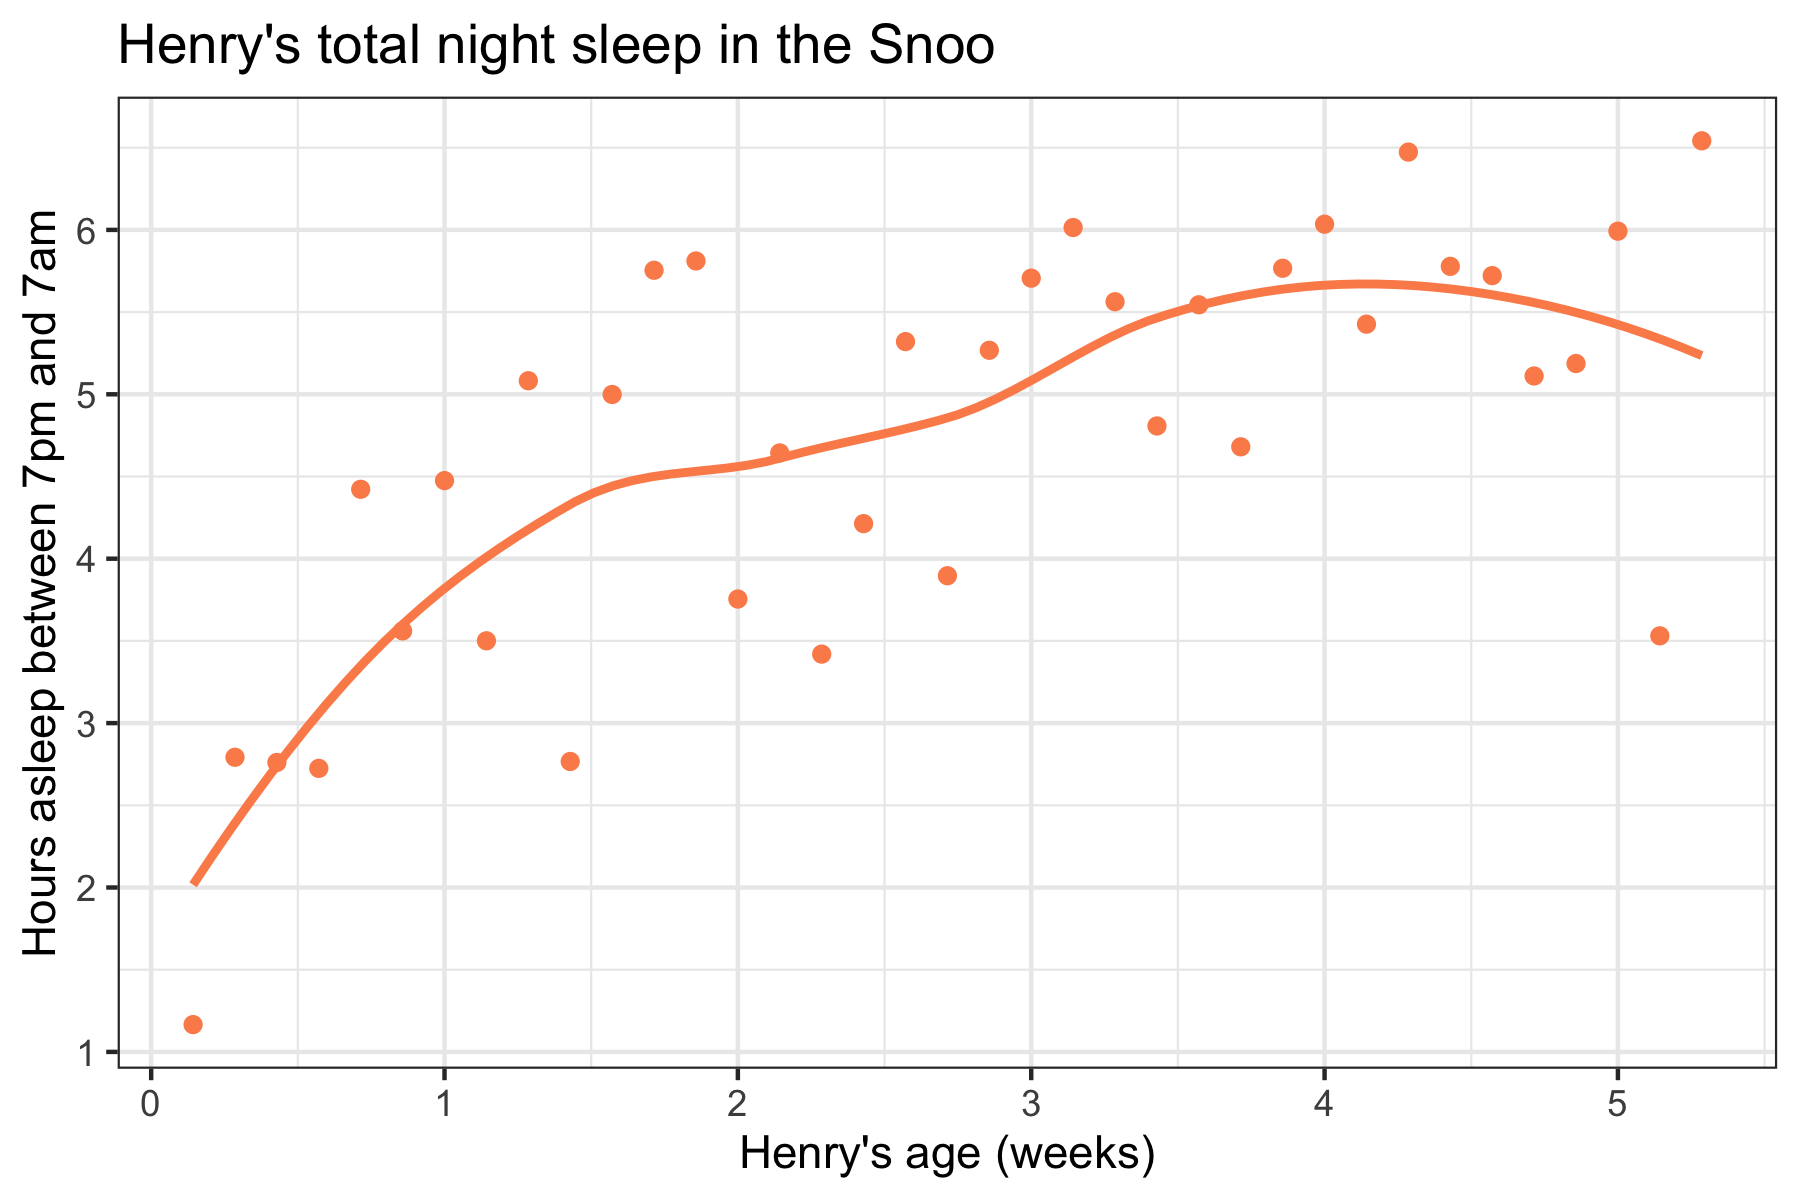 Henry's total night sleep in the Snoo
Hours asleep between 7pm and 7am
6
5
4
3
2
1
0 1 2 3 4 5
Henry's age (weeks)